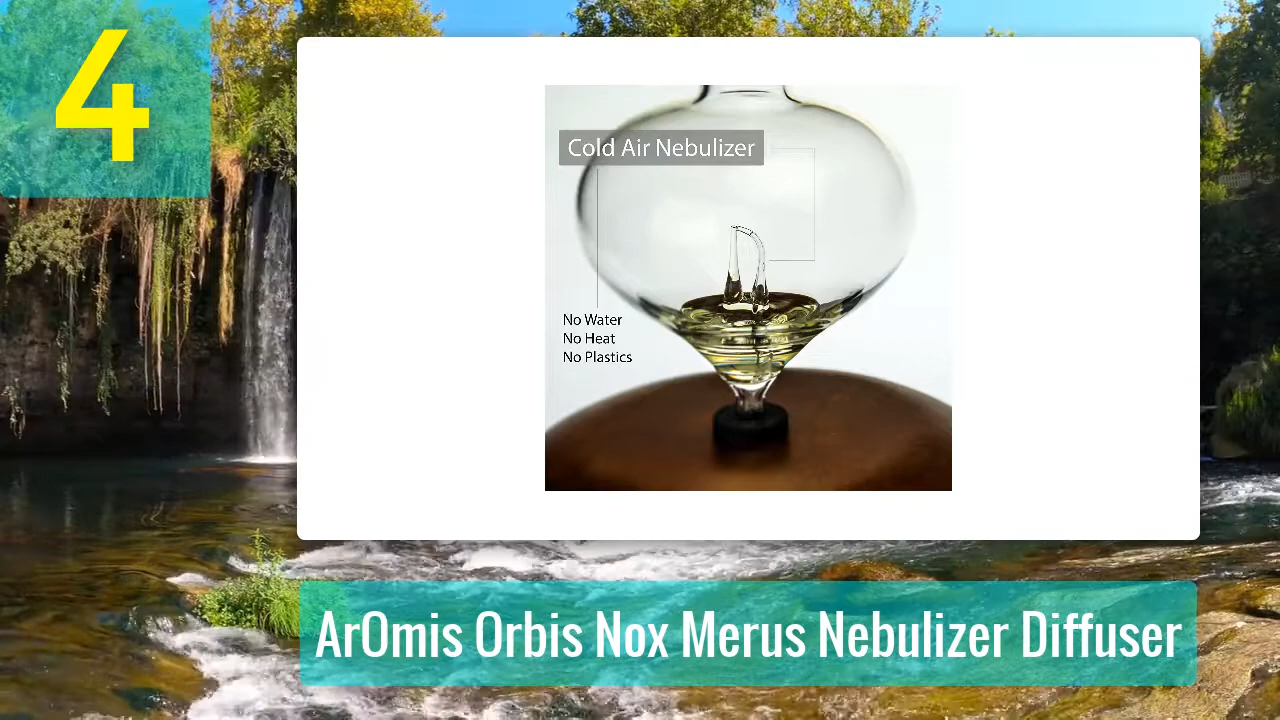 4
Cold Air Nebulizer
No Water
No Heat
No Plastics
ArOmis Orbis Nox Merus Nebulizer Diffuser